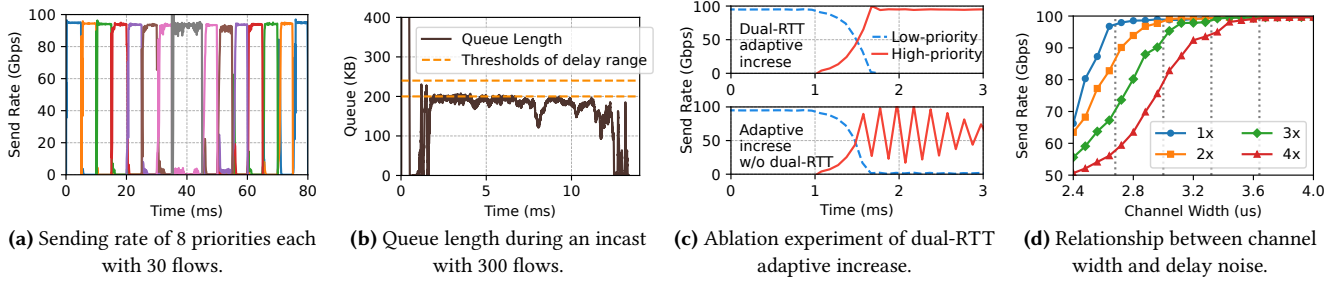 100
80
60
40
20
0
Send Rate (Gbps)
0 20 40 60 80
Time (ms)
(a) Sending rate of 8 priorities each
with 30 flows.
400
300
200
100
0
Queue (KB)
Queue Length
Thresholds of delay range
0 5 10
Time (ms)
(b) Queue length during an incast
with 300 flows.
100
50
0
Dual-RTT
adaptive
increse
Low-priority
High-priority
0 1 2 3
100
50
0
Send Rate (Gbps)
Adaptive
increse
w/o dual-RTT
0 1 2 3
Time (ms)
(c) Ablation experiment of dual-RTT
adaptive increase.
100
90
80
70
60
50
Send Rate (Gbps)
1x 3x
2x 4x
2.4 2.8 3.2 3.6 4.0
Channel Width (us)
(d) Relationship between channel
width and delay noise.